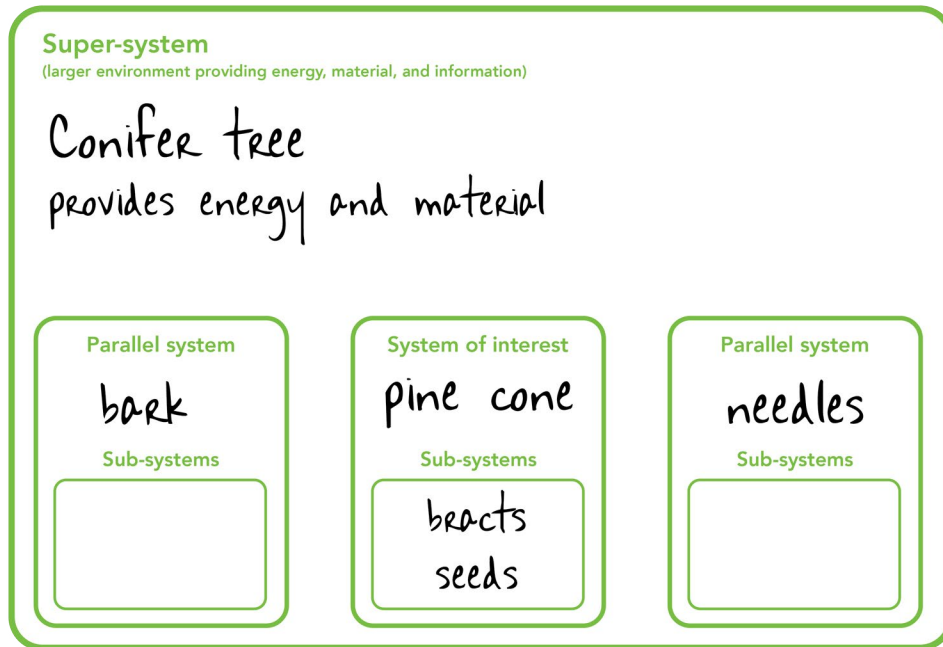 Super-system
(larger environment providing energy, material, and information)
Conifer tree
provides energy and material
Parallel system
bark
Sub-systems
System of interest
pine cone
Sub-systems
bracts
seeds
Parallel system
needles
Sub-systems